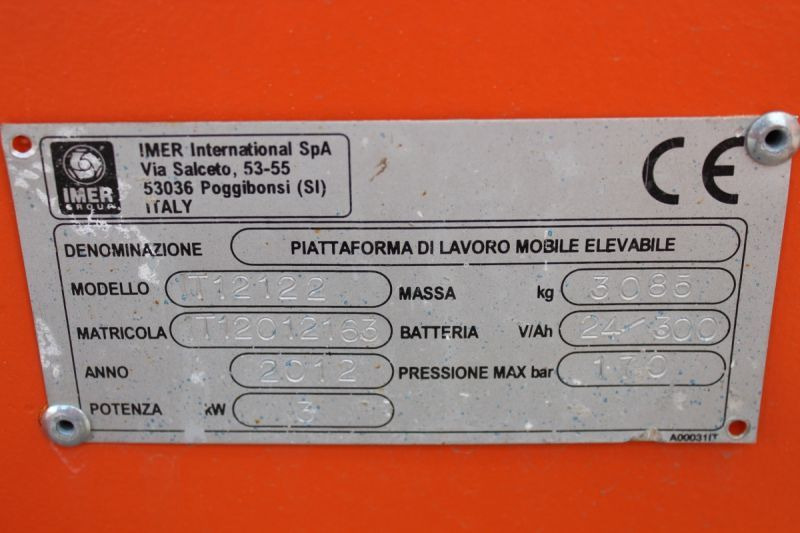 IMER
GROUP
IMER International SpA
Via Salceto, 53-55
53036 Poggibonsi (SI)
ITALY
CE
DENOMINAZIONE PIATTAFORMA DI LAVORO MOBILE ELEVABILE
MODELLO IT12122 MASSA kg 3085
MATRICOLA IT12012163 BATTERIA V/Ah 24/300
ANNO 2012 PRESSIONE MAX bar 170
POTENZA kW 3
A00031IT